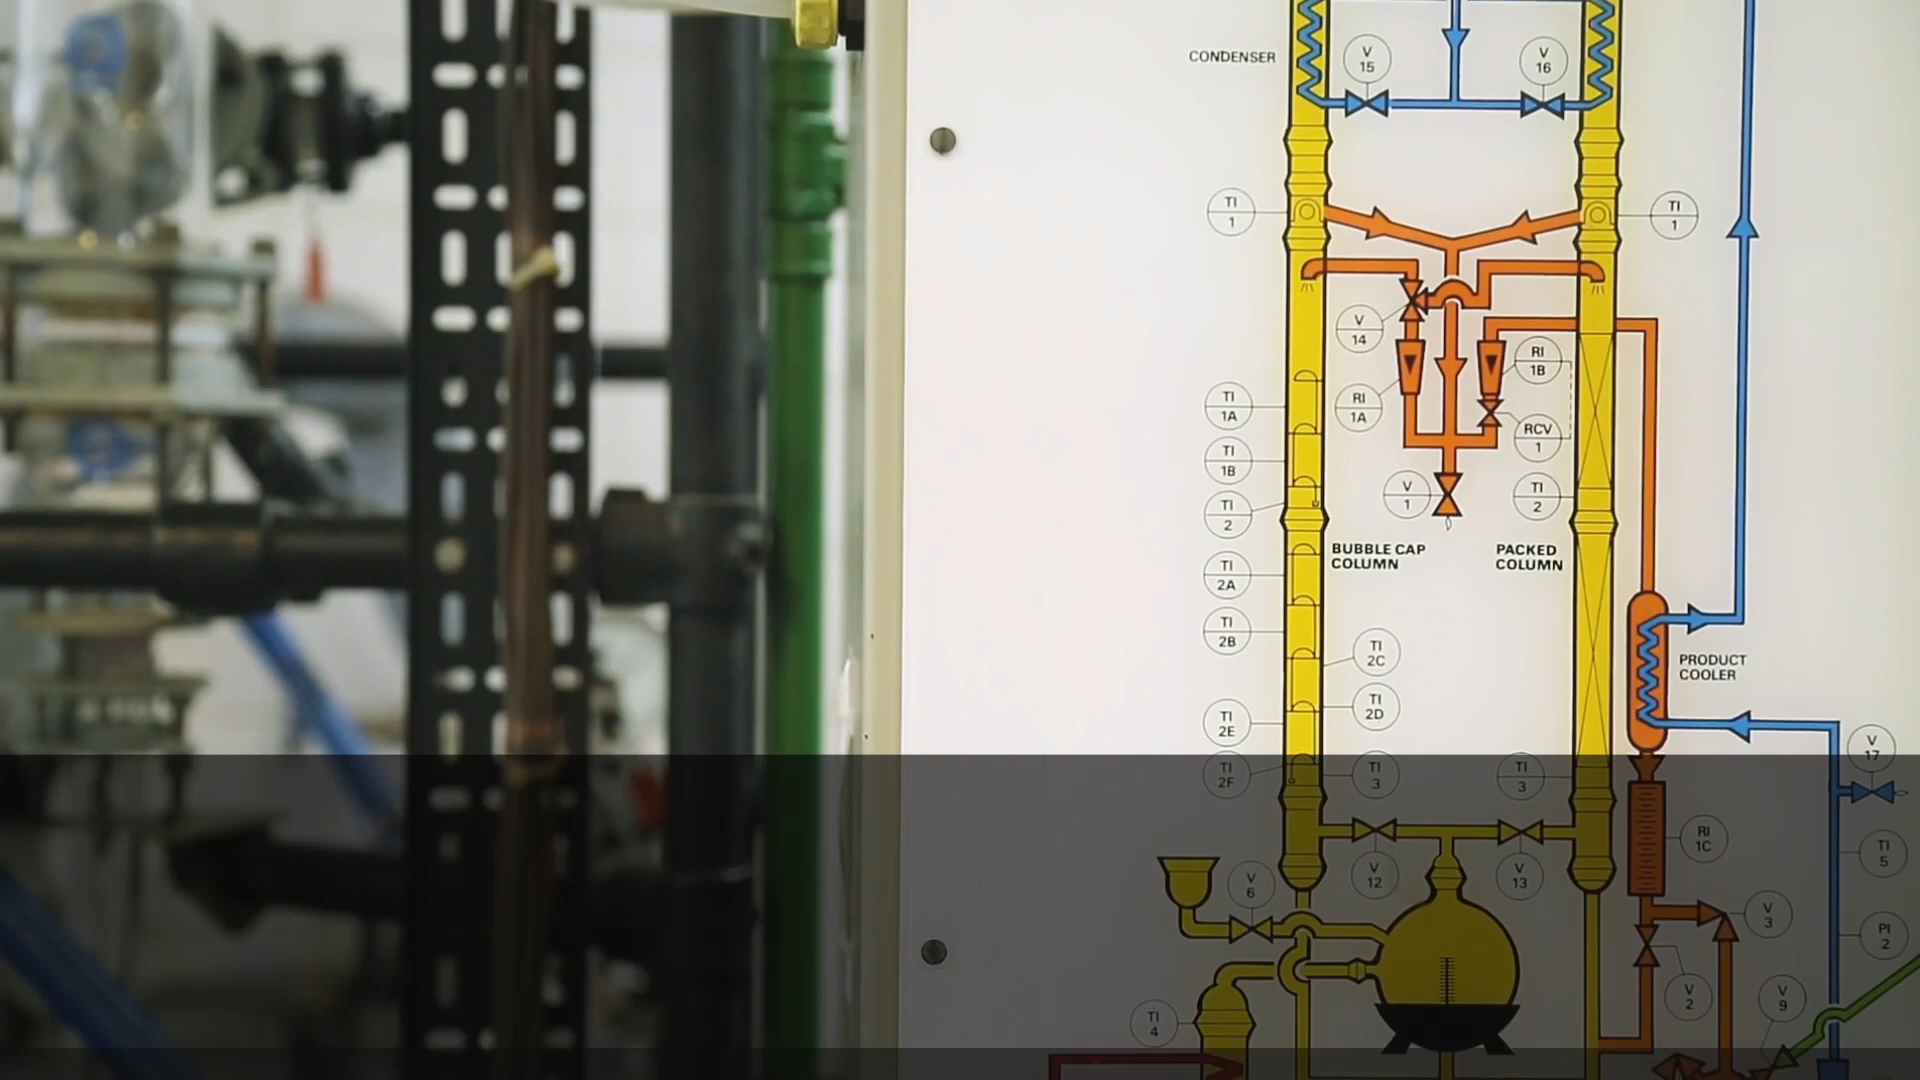 CONDENSER
V
15
V
16
TI
1
TI
1
V
14
RI
1B
TI
1A
RI
1A
RCV
1
TI
1B
V
1
TI
2
TI
2
BUBBLE CAP
COLUMN
PACKED
COLUMN
TI
2A
TI
2B
TI
2C
PRODUCT
COOLER
TI
2D
TI
2E
V
17
TI
2F
TI
3
TI
3
RI
1C
TI
5
V
6
V
12
V
13
V
3
PI
2
V
2
V
9
TI
4